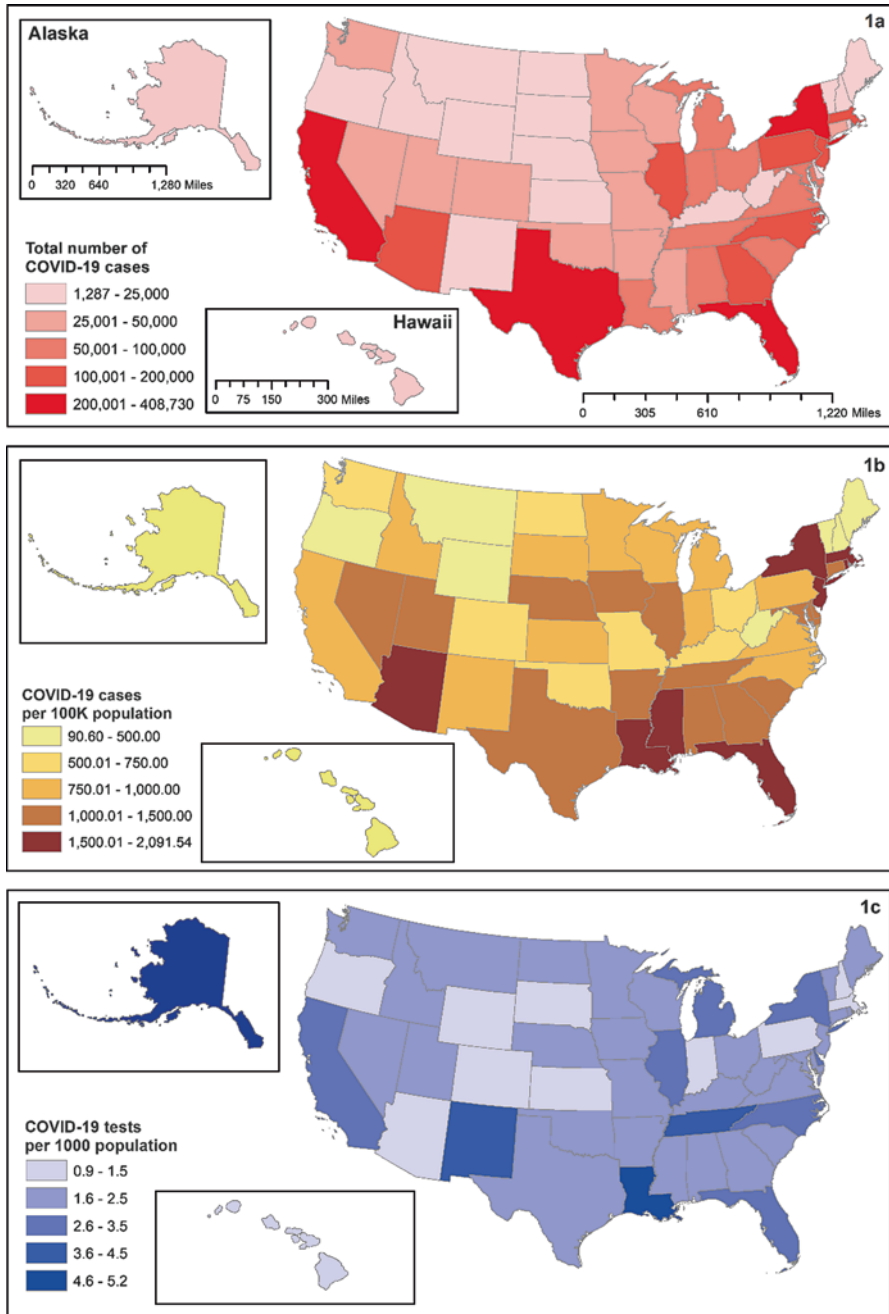 Alaska
1a
0 320 640 1,280 Miles
Total number of
COVID-19 cases
1,287 - 25,000
25,001 - 50,000
50,001 - 100,000
100,001 - 200,000
200,001 - 408,730
Hawaii
0 75 150 300 Miles
0 305 610 1,220 Miles
1b
COVID-19 cases
per 100K population
90.60 - 500.00
500.01 - 750.00
750.01 - 1,000.00
1,000.01 - 1,500.00
1,500.01 - 2,091.54
1c
COVID-19 tests
per 1000 population
0.9 - 1.5
1.6 - 2.5
2.6 - 3.5
3.6 - 4.5
4.6 - 5.2